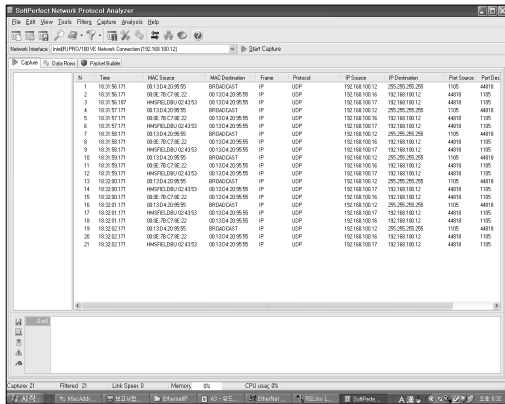 SoftPerfect Network Protocol Analyzer
File Edit View Tools Filters Capture Analysis Help
Network Interface Intel(R) PRO/100 VE Network Connection [192.168.100.12] Start Capture
Capture Data Flows Packet Builder
N Time MAC Source MAC Destination Frame Protocol IP Source IP Destination Port Source Port Des
1 18:31:56.171 00:13:D4:20:95:55 BROADCAST IP UDP 192.168.100.12 255.255.255.255 1105 44818
2 18:31:56.171 00:0E:7B:C7:8E:22 00:13:D4:20:95:55 IP UDP 192.168.100.16 192.168.100.12 44818 1105
3 18:31:56.187 HMSFIELDBU 02:43:53 00:13:D4:20:95:55 IP UDP 192.168.100.17 192.168.100.12 44818 1105
4 18:31:57.171 00:13:D4:20:95:55 BROADCAST IP UDP 192.168.100.12 255.255.255.255 1105 44818
5 18:31:57.171 00:0E:7B:C7:8E:22 00:13:D4:20:95:55 IP UDP 192.168.100.16 192.168.100.12 44818 1105
6 18:31:57.171 HMSFIELDBU 02:43:53 00:13:D4:20:95:55 IP UDP 192.168.100.17 192.168.100.12 44818 1105
7 18:31:58.171 00:13:D4:20:95:55 BROADCAST IP UDP 192.168.100.12 255.255.255.255 1105 44818
8 18:31:58.171 00:0E:7B:C7:8E:22 00:13:D4:20:95:55 IP UDP 192.168.100.16 192.168.100.12 44818 1105
9 18:31:58.171 HMSFIELDBU 02:43:53 00:13:D4:20:95:55 IP UDP 192.168.100.17 192.168.100.12 44818 1105
10 18:31:59.171 00:13:D4:20:95:55 BROADCAST IP UDP 192.168.100.12 255.255.255.255 1105 44818
11 18:31:59.171 00:0E:7B:C7:8E:22 00:13:D4:20:95:55 IP UDP 192.168.100.16 192.168.100.12 44818 1105
12 18:31:59.171 HMSFIELDBU 02:43:53 00:13:D4:20:95:55 IP UDP 192.168.100.17 192.168.100.12 44818 1105
13 18:32:00.171 00:13:D4:20:95:55 BROADCAST IP UDP 192.168.100.12 255.255.255.255 1105 44818
14 18:32:00.171 HMSFIELDBU 02:43:53 00:13:D4:20:95:55 IP UDP 192.168.100.17 192.168.100.12 44818 1105
15 18:32:00.171 00:0E:7B:C7:8E:22 00:13:D4:20:95:55 IP UDP 192.168.100.16 192.168.100.12 44818 1105
16 18:32:01.171 00:13:D4:20:95:55 BROADCAST IP UDP 192.168.100.12 255.255.255.255 1105 44818
17 18:32:01.171 HMSFIELDBU 02:43:53 00:13:D4:20:95:55 IP UDP 192.168.100.17 192.168.100.12 44818 1105
18 18:32:01.171 00:0E:7B:C7:8E:22 00:13:D4:20:95:55 IP UDP 192.168.100.16 192.168.100.12 44818 1105
19 18:32:02.171 00:13:D4:20:95:55 BROADCAST IP UDP 192.168.100.12 255.255.255.255 1105 44818
20 18:32:02.171 00:0E:7B:C7:8E:22 00:13:D4:20:95:55 IP UDP 192.168.100.16 192.168.100.12 44818 1105
21 18:32:02.171 HMSFIELDBU 02:43:53 00:13:D4:20:95:55 IP UDP 192.168.100.17 192.168.100.12 44818 1105
0x0
Capture: 21 Filtered 21 Link Speed: 0 Memory 0% CPU usag 0%
시작 MacAddr... 보고서컴... EthernetIP A3 - 워드... EtherNet ... RSLinx L... SoftPerfe... A 漢 오후 6:32